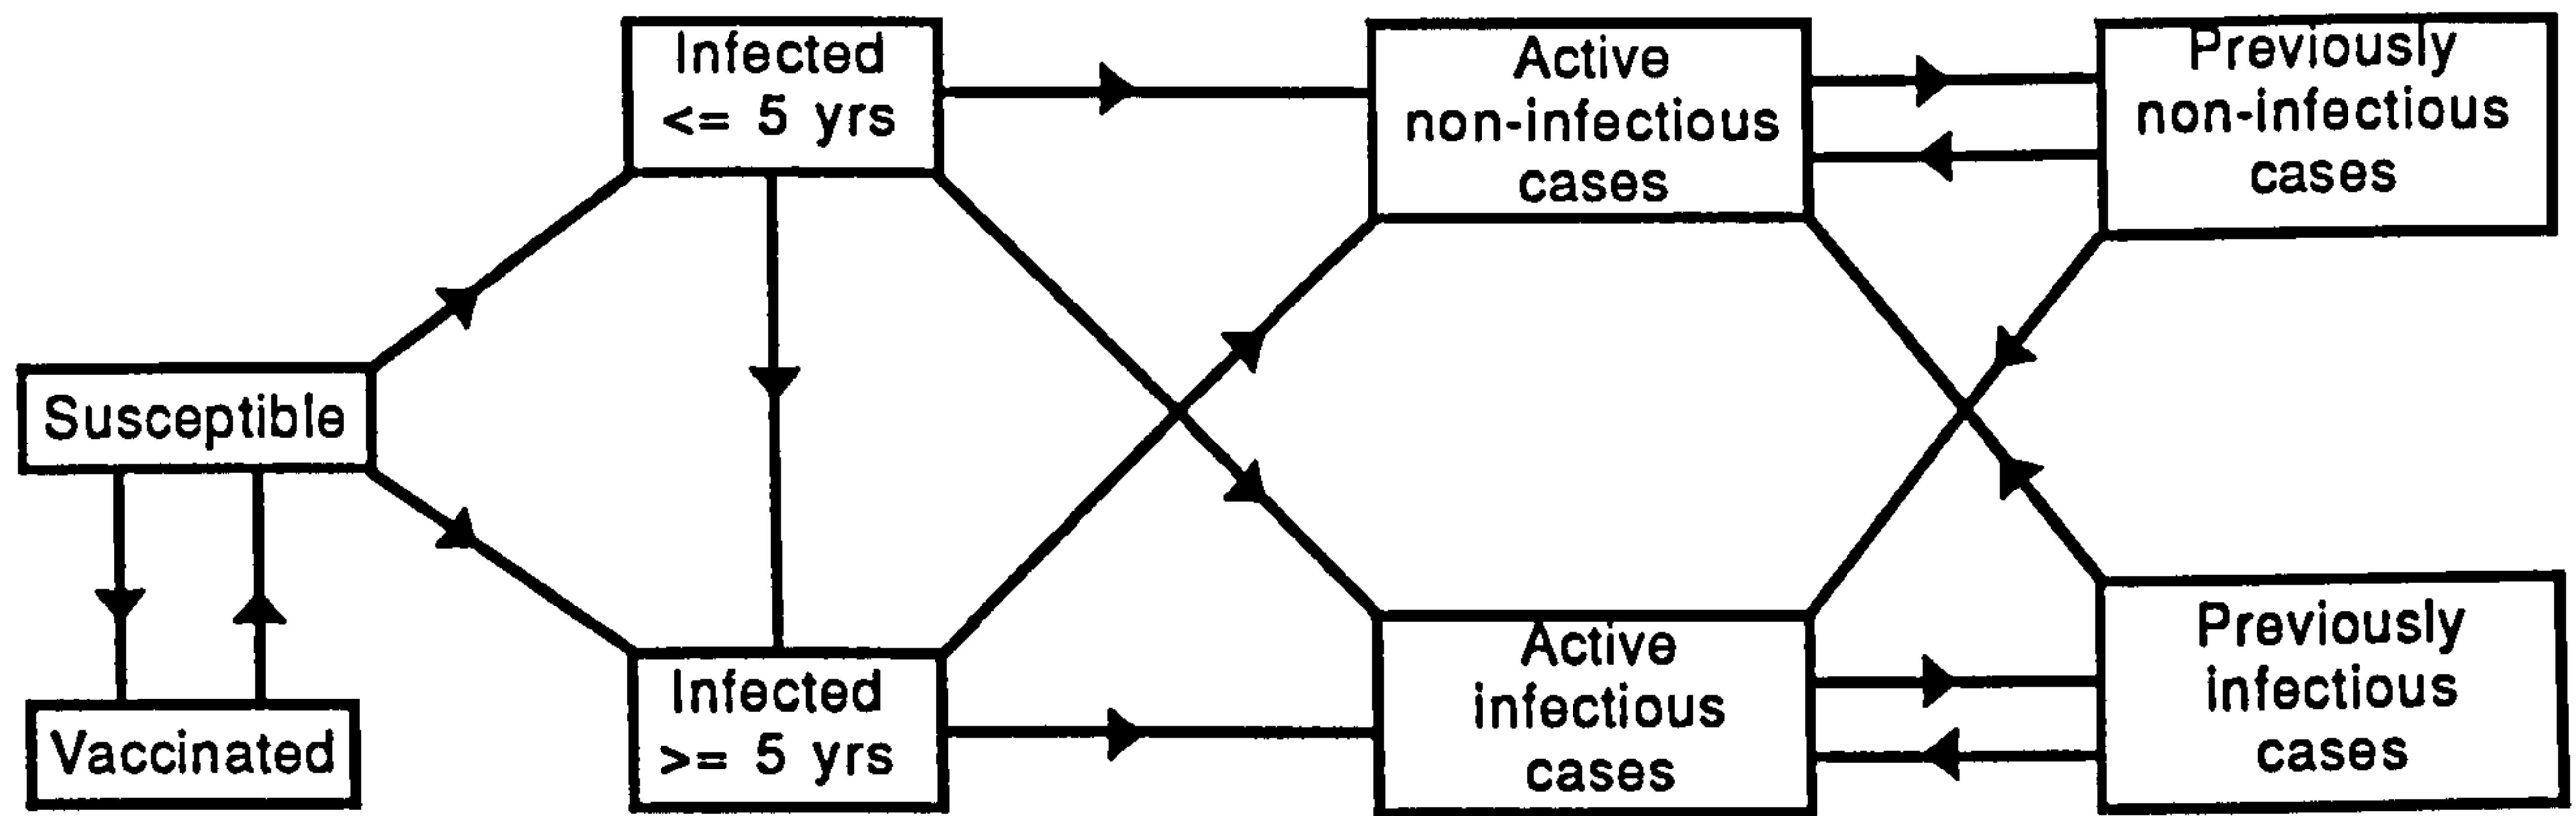 Infected
<= 5 yrs
Active
non-infectious
cases
Previously
non-infectious
cases
Susceptible
Vaccinated
Infected
>= 5 yrs
Active
infectious
cases
Previously
infectious
cases